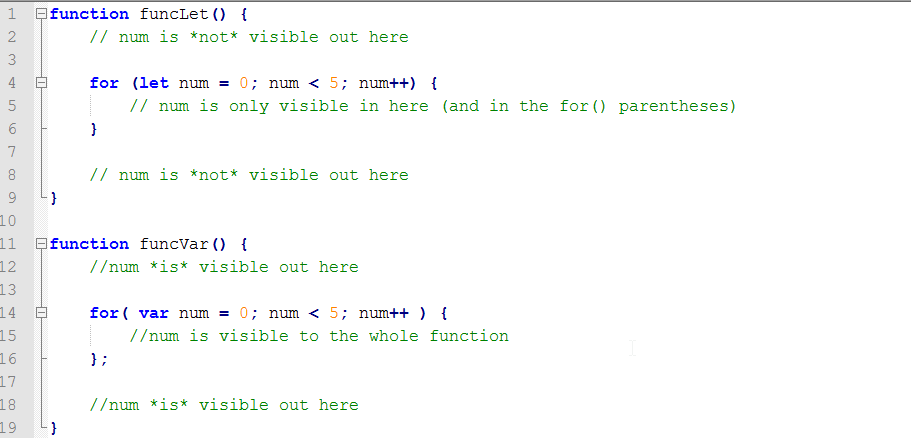 1 function funcLet() {
2 // num is *not* visible out here
3
4 for (let num = 0; num < 5; num++) {
5 // num is only visible in here (and in the for() parentheses)
6 }
7
8 // num is *not* visible out here
9 }
10
11 function funcVar() {
12 //num *is* visible out here
13
14 for( var num = 0; num < 5; num++ ) {
15 //num is visible to the whole function
16 };
17
18 //num *is* visible out here
19 }